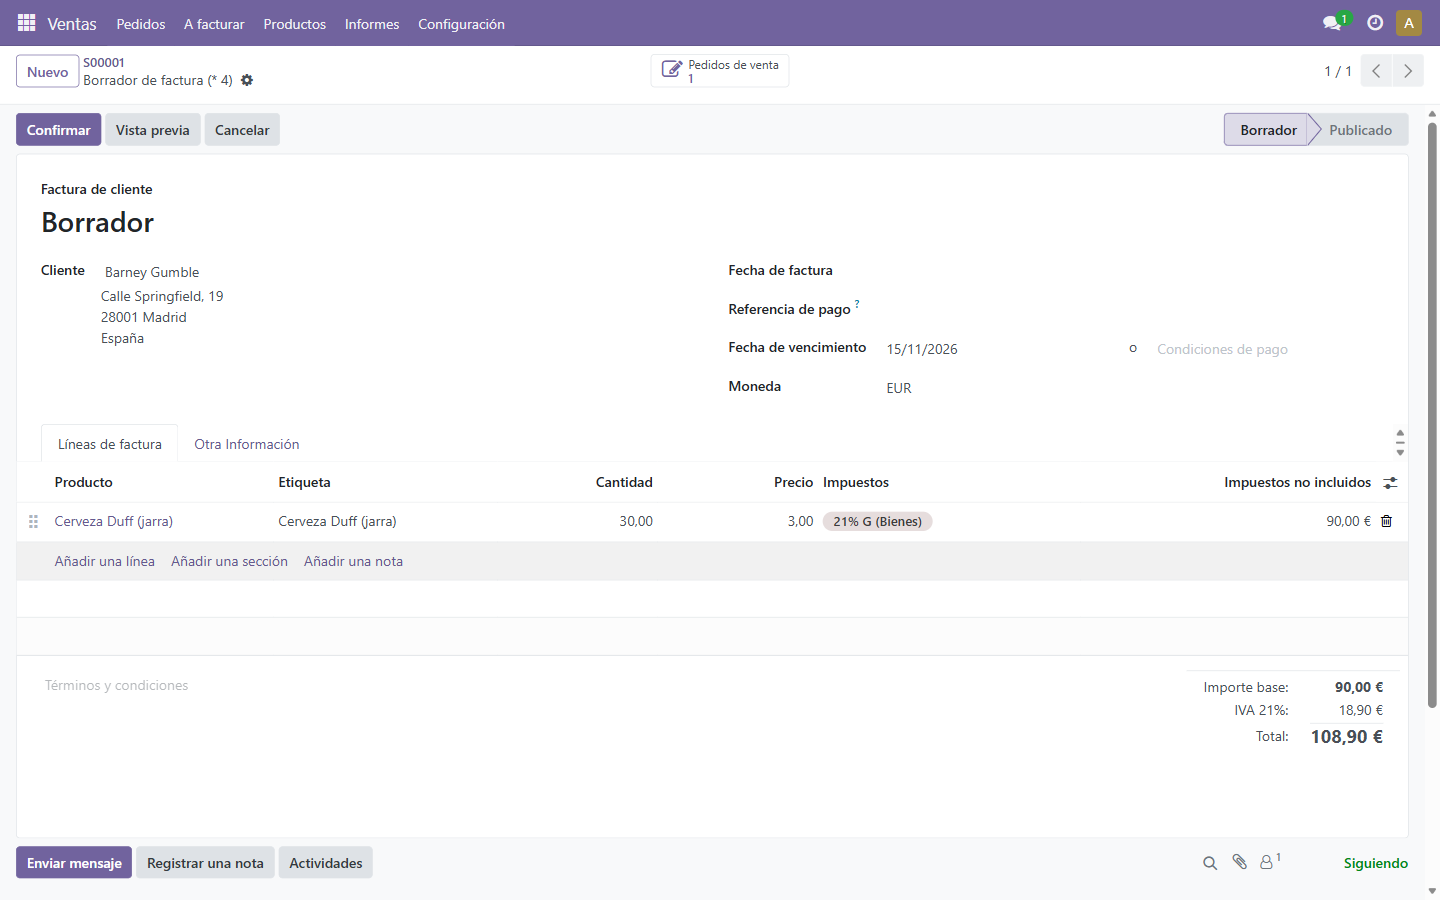 Ventas Pedidos A facturar Productos Informes Configuración 1 A
Nuevo S00001
Borrador de factura (* 4)
Pedidos de venta
1
1 / 1
Confirmar Vista previa Cancelar Borrador Publicado
Factura de cliente
Borrador
Cliente Barney Gumble
Calle Springfield, 19
28001 Madrid
España
Fecha de factura
Referencia de pago ?
Fecha de vencimiento 15/11/2026 o Condiciones de pago
Moneda EUR
Líneas de factura Otra Información
Producto Etiqueta Cantidad Precio Impuestos Impuestos no incluidos
Cerveza Duff (jarra) Cerveza Duff (jarra) 30,00 3,00 21% G (Bienes) 90,00 €
Añadir una línea Añadir una sección Añadir una nota
Términos y condiciones
Importe base: 90,00 €
IVA 21%: 18,90 €
Total: 108,90 €
Enviar mensaje Registrar una nota Actividades 1 Siguiendo